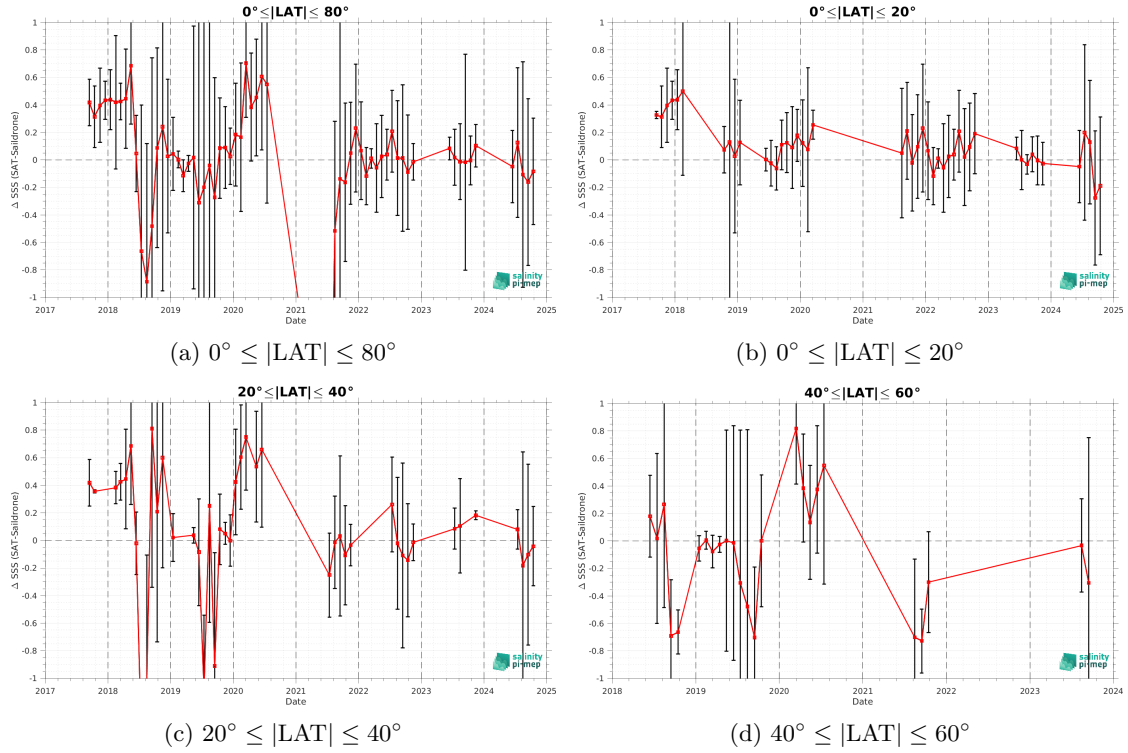 0°≤|LAT|≤ 80°
Δ SSS (SAT-Saildrone)
1
0.8
0.6
0.4
0.2
0
-0.2
-0.4
-0.6
-0.8
-1
2017 2018 2019 2020 2021 2022 2023 2024 2025
Date
salinity
pi-mep
(a) 0° ≤ |LAT| ≤ 80°
0°≤|LAT|≤ 20°
Δ SSS (SAT-Saildrone)
1
0.8
0.6
0.4
0.2
0
-0.2
-0.4
-0.6
-0.8
-1
2017 2018 2019 2020 2021 2022 2023 2024 2025
Date
salinity
pi-mep
(b) 0° ≤ |LAT| ≤ 20°
20°≤|LAT|≤ 40°
Δ SSS (SAT-Saildrone)
1
0.8
0.6
0.4
0.2
0
-0.2
-0.4
-0.6
-0.8
-1
2017 2018 2019 2020 2021 2022 2023 2024 2025
Date
salinity
pi-mep
(c) 20° ≤ |LAT| ≤ 40°
40°≤|LAT|≤ 60°
Δ SSS (SAT-Saildrone)
1
0.8
0.6
0.4
0.2
0
-0.2
-0.4
-0.6
-0.8
-1
2018 2019 2020 2021 2022 2023 2024
Date
salinity
pi-mep
(d) 40° ≤ |LAT| ≤ 60°